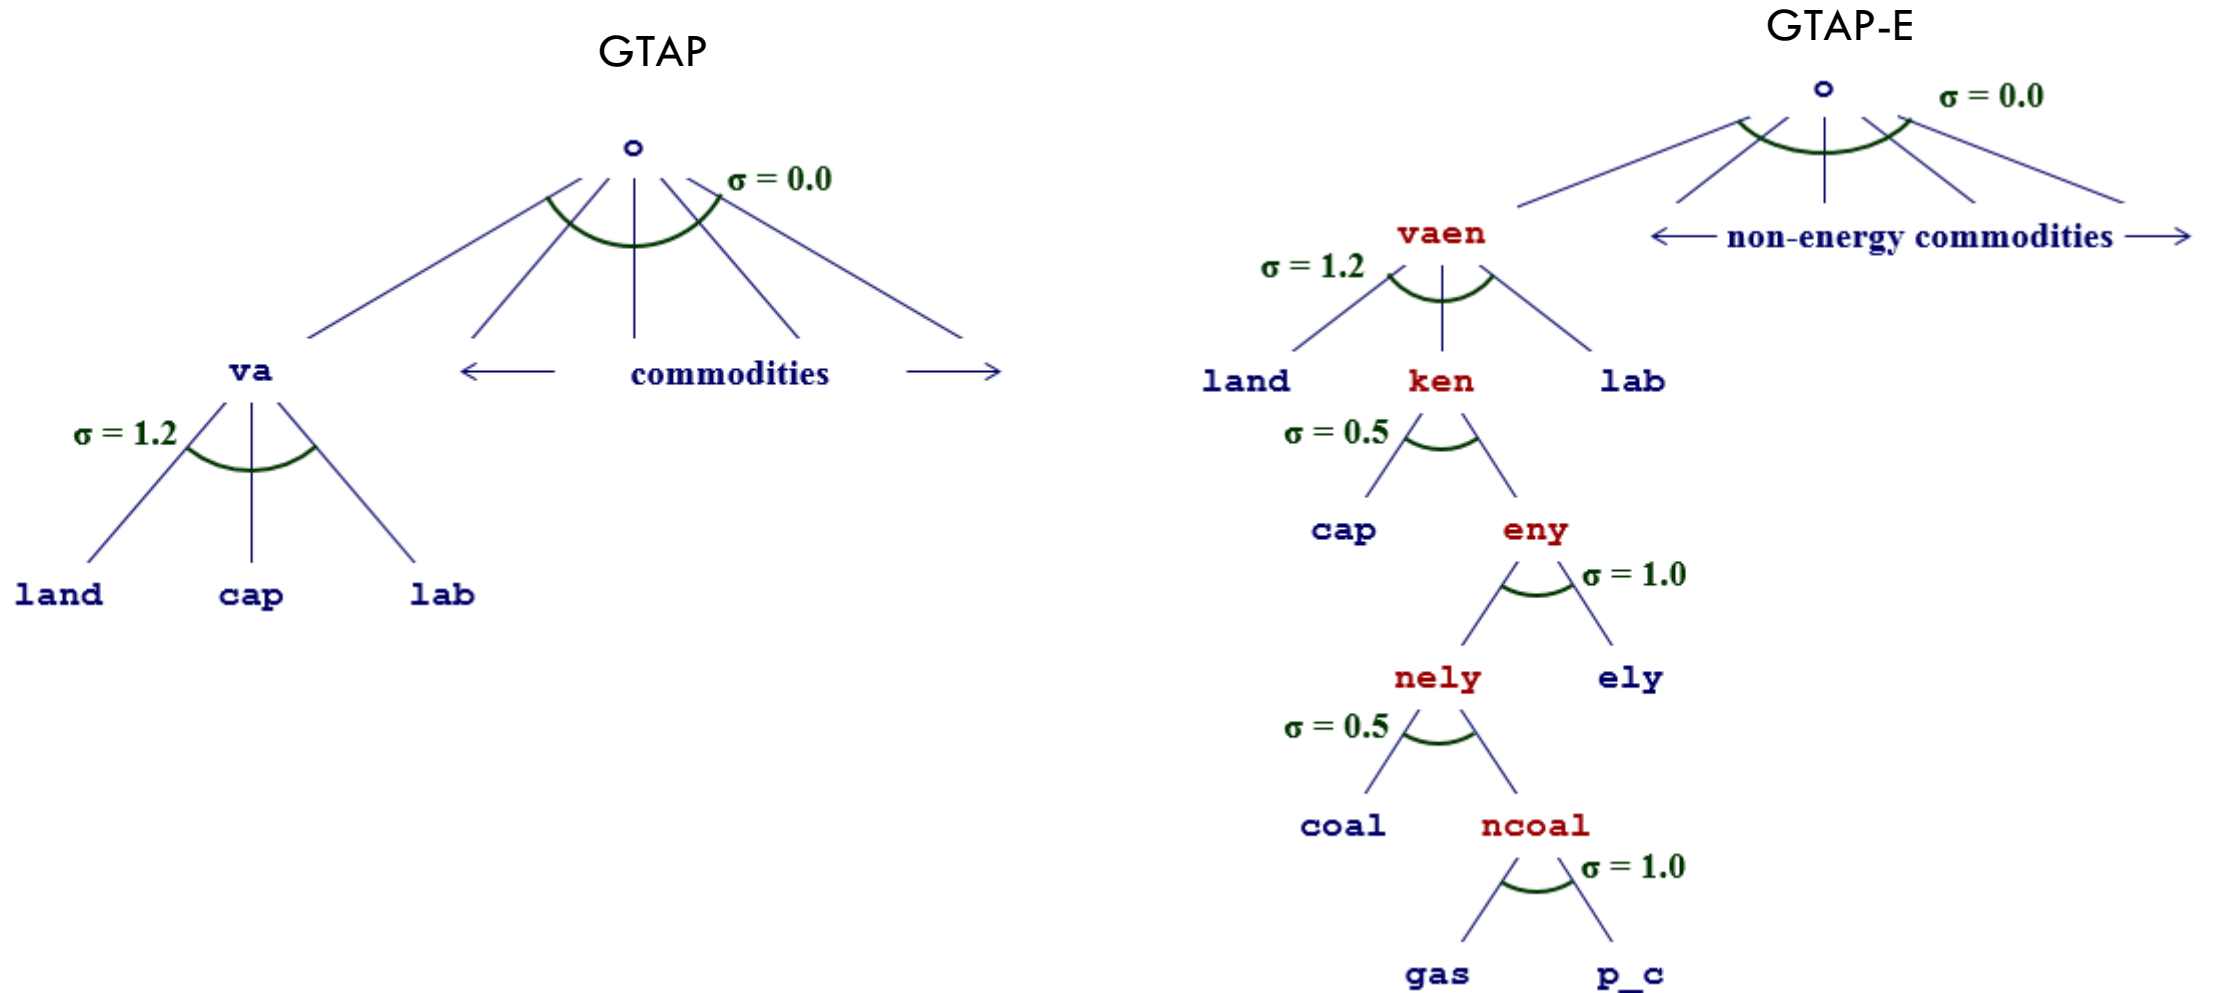 GTAP
o
σ = 0.0
va
commodities
σ = 1.2
land cap lab
GTAP-E
o
σ = 0.0
vaen
non-energy commodities
σ = 1.2
land ken lab
σ = 0.5
cap eny
σ = 1.0
nely ely
σ = 0.5
coal ncoal
σ = 1.0
gas p_c